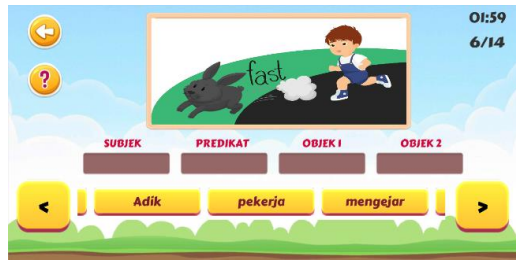 01:59
6/14
?
fast
SUBJEK PREDIKAT OBJEK 1 OBJEK 2
< Adik pekerja mengejar >